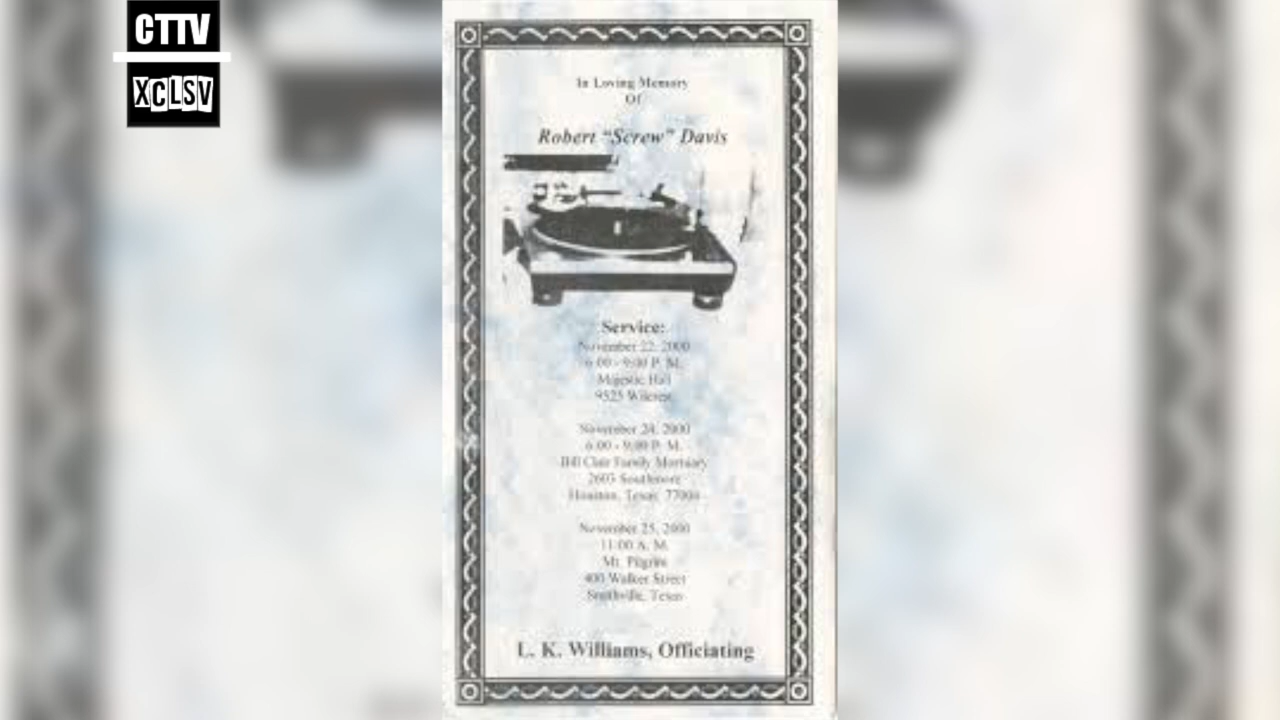 CTTV
XCLSV
In Loving Memory
Of
Robert "Screw" Davis
Service:
November 22, 2000
6:00 - 9:00 P. M.
Majestic Hall
9525 Wilcrest
November 24, 2000
6:00 - 9:00 P. M.
Bill Clair Family Mortuary
2603 Southmore
Houston, Texas 77004
November 25, 2000
11:00 A. M.
Mt. Pilgrim
400 Walker Street
Smithville, Texas
L. K. Williams, Officiating